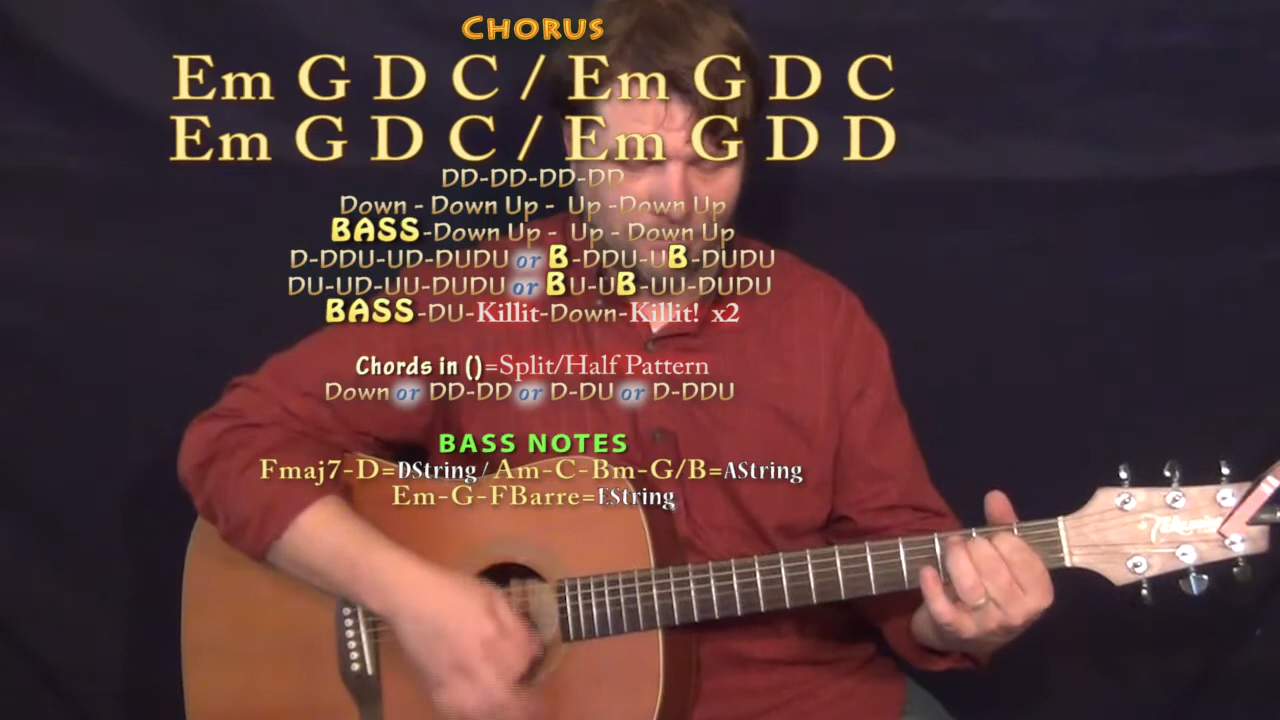 CHORUS
Em G D C / Em G D C
Em G D C / Em G D D
DD-DD-DD-DD
Down - Down Up - Up -Down Up
BASS-Down Up - Up - Down Up
D-DDU-UD-DUDU or B-DDU-UB-DUDU
DU-UD-UU-DUDU or BU-UB-UU-DUDU
BASS-DU-Killit-Down-Killit! x2
Chords in ()=Split/Half Pattern
Down or DD-DD or D-DU or D-DDU
BASS NOTES
Fmaj7-D=DString / Am-C-Bm-G/B=AString
Em-G-FBarre=EString
Takamine